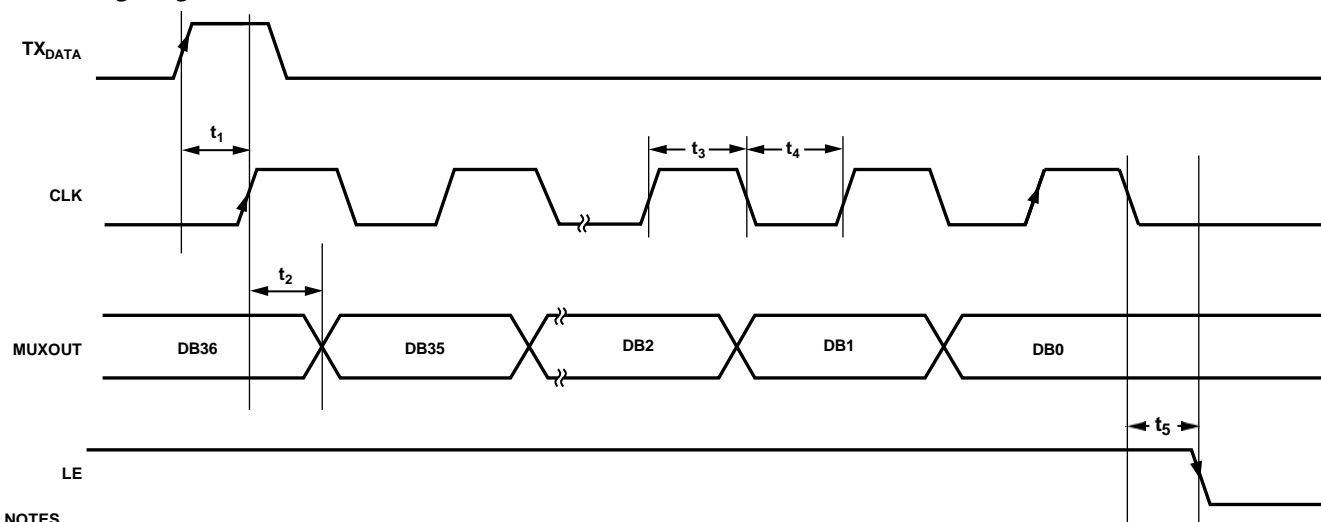 TXDATA
t1
t3
t4
CLK
t2
MUXOUT
DB36
DB35
DB2
DB1
DB0
t5
LE
NOTES